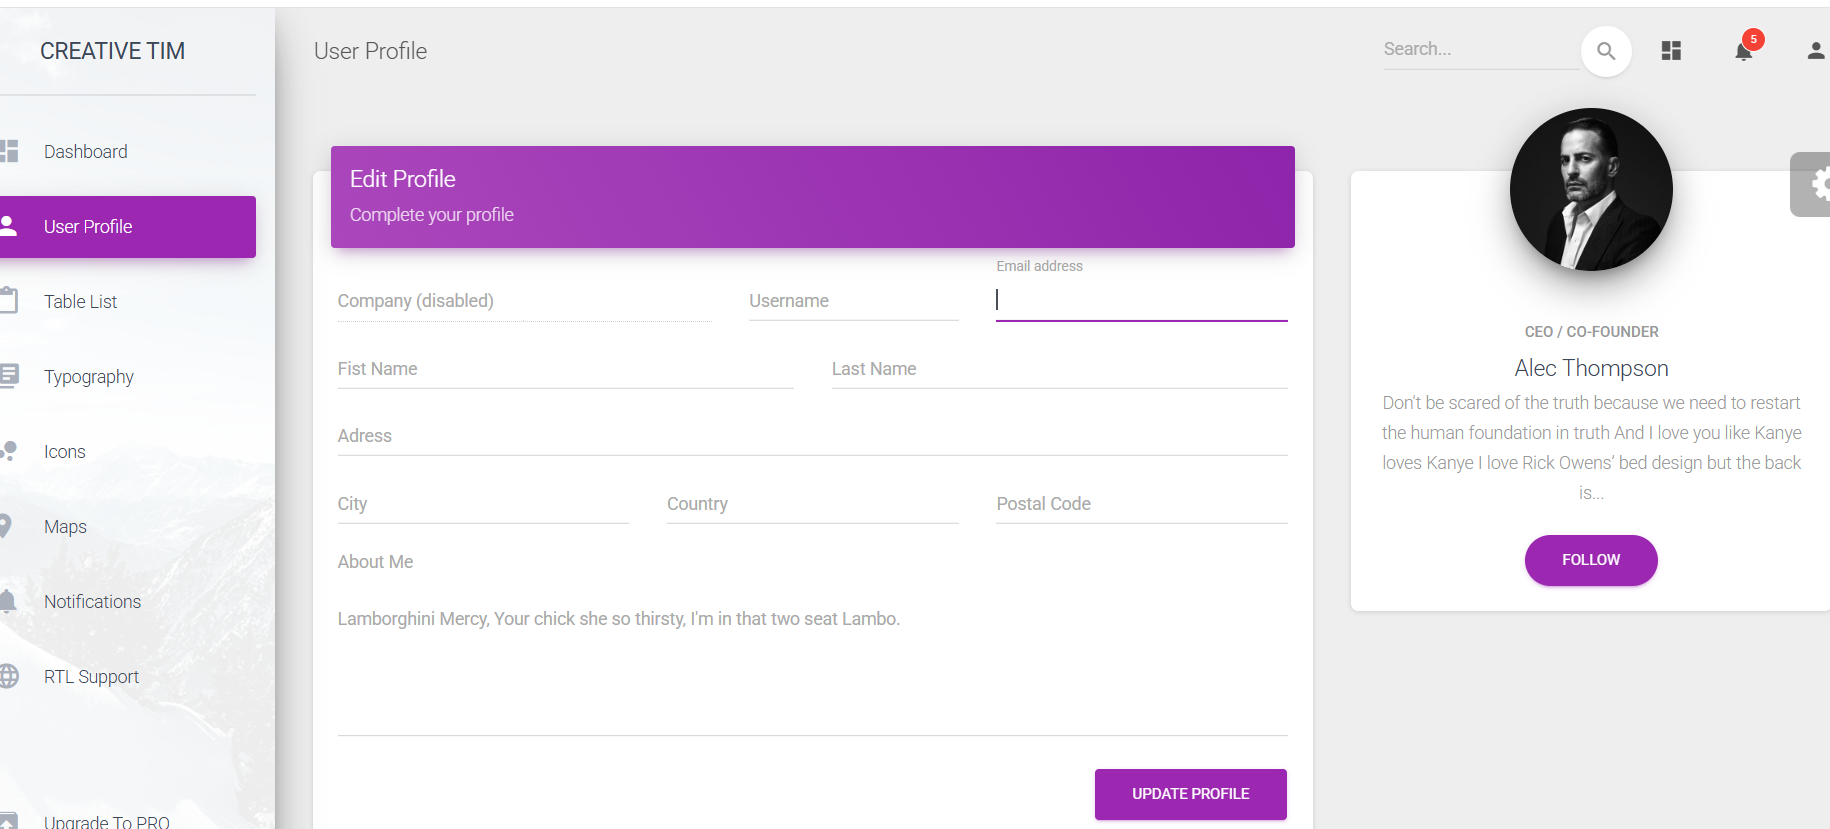 CREATIVE TIM
Dashboard
User Profile
Table List
Typography
Icons
Maps
Notifications
RTL Support
Upgrade To PRO
User Profile
Search...
5
Edit Profile
Complete your profile
Company (disabled)
Username
Email address
Fist Name
Last Name
Adress
City
Country
Postal Code
About Me
Lamborghini Mercy, Your chick she so thirsty, I'm in that two seat Lambo.
UPDATE PROFILE
CEO / CO-FOUNDER
Alec Thompson
Don't be scared of the truth because we need to restart
the human foundation in truth And I love you like Kanye
loves Kanye I love Rick Owens’ bed design but the back
is...
FOLLOW